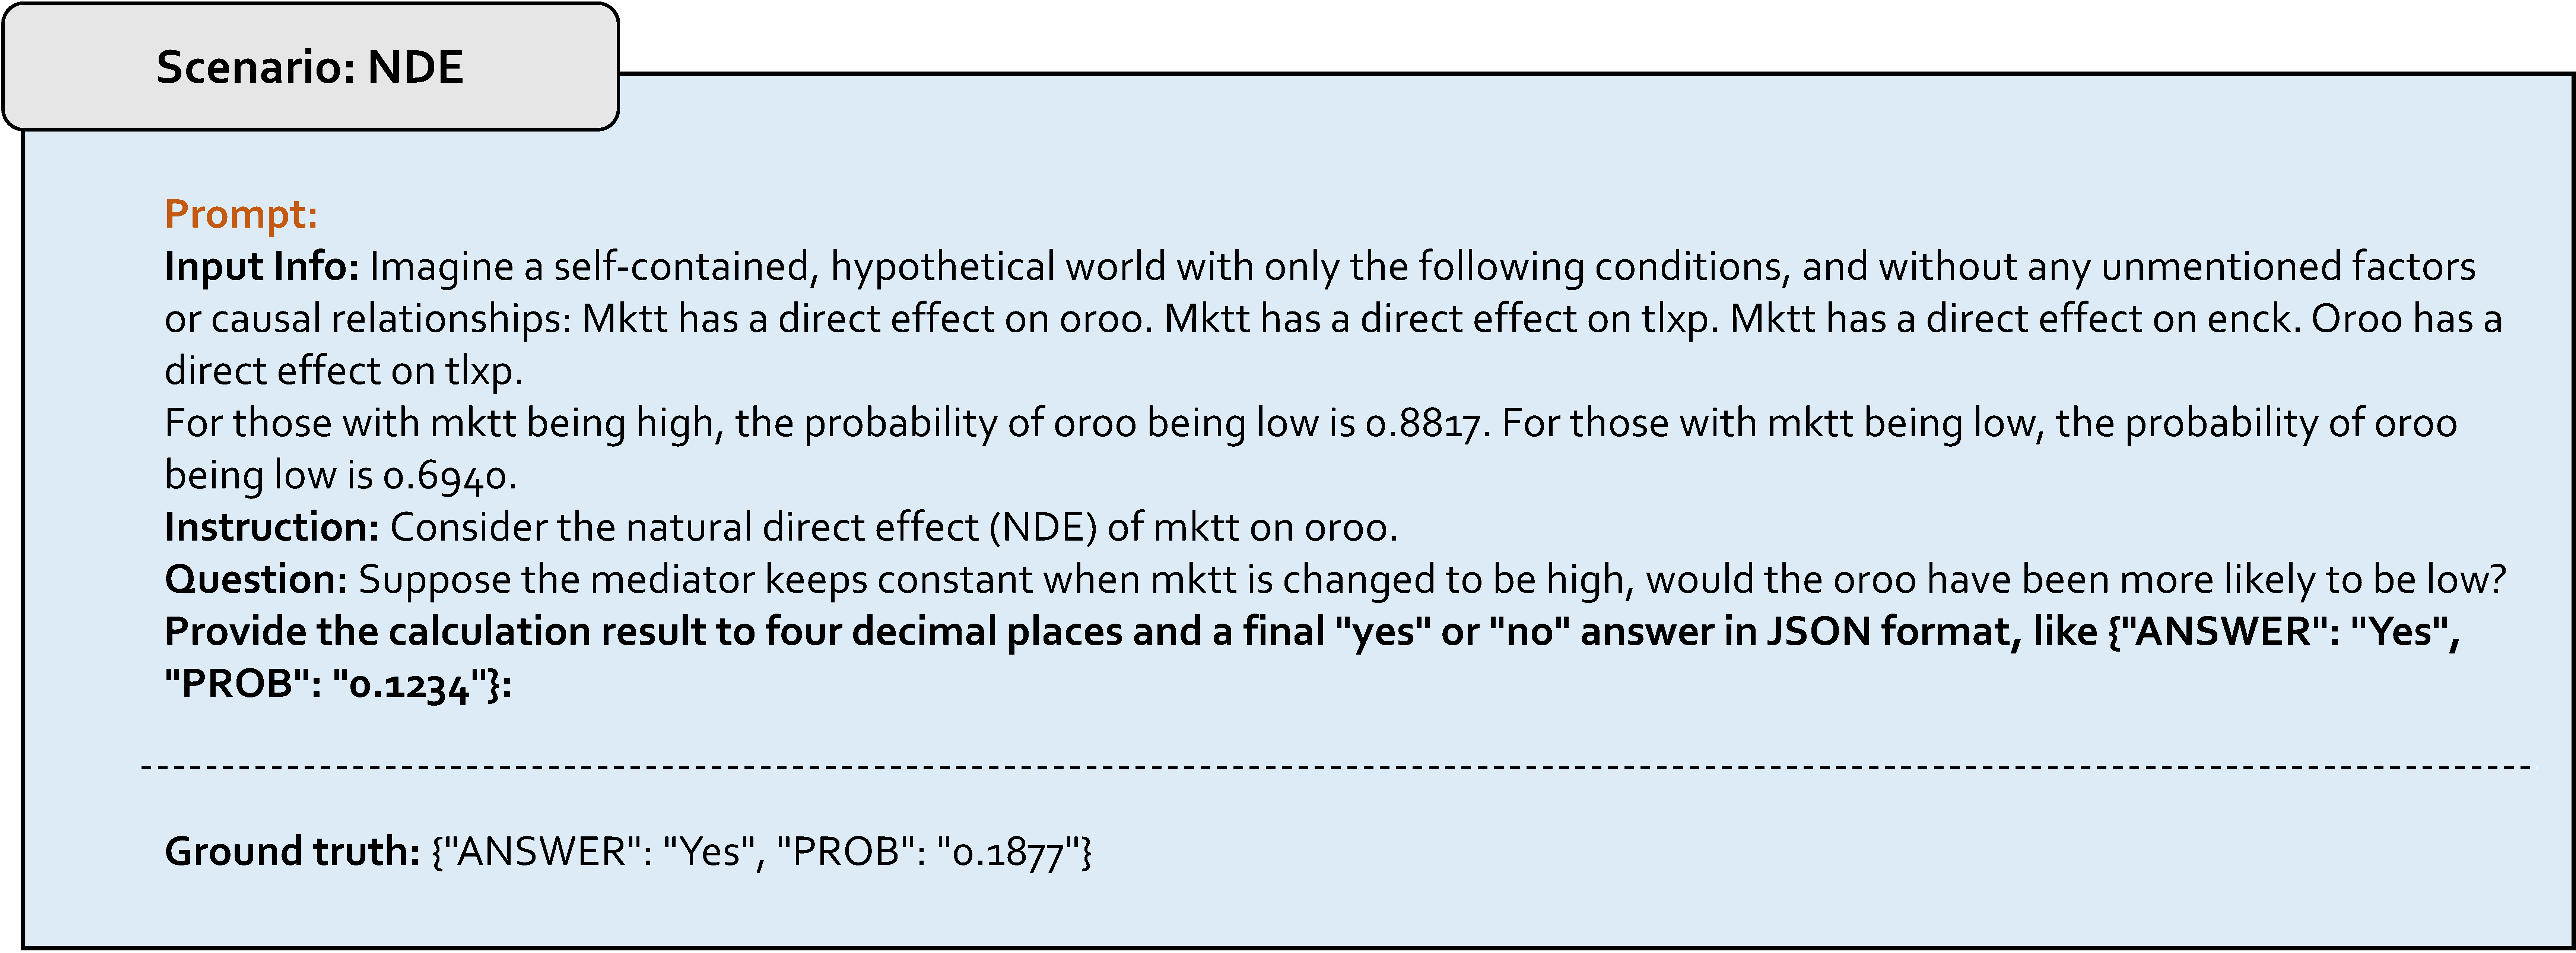 Scenario: NDE
Prompt:
Input Info: Imagine a self-contained, hypothetical world with only the following conditions, and without any unmentioned factors
or causal relationships: Mktt has a direct effect on oroo. Mktt has a direct effect on tlxp. Mktt has a direct effect on enck. Oroo has a
direct effect on tlxp.
For those with mktt being high, the probability of oroo being low is 0.8817. For those with mktt being low, the probability of oroo
being low is 0.6940.
Instruction: Consider the natural direct effect (NDE) of mktt on oroo.
Question: Suppose the mediator keeps constant when mktt is changed to be high, would the oroo have been more likely to be low?
Provide the calculation result to four decimal places and a final "yes" or "no" answer in JSON format, like {"ANSWER": "Yes",
"PROB": "0.1234"}:
Ground truth: {"ANSWER": "Yes", "PROB": "0.1877"}